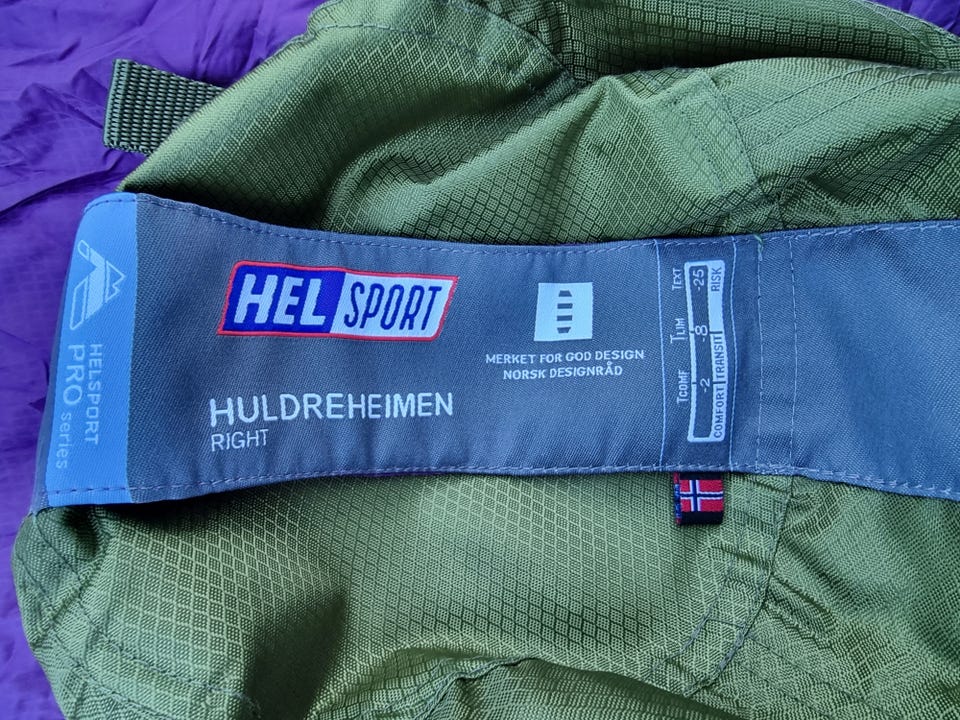 HELSPORT
PRO series
HEL SPORT
HULDREHEIMEN
RIGHT
MERKET FOR GOD DESIGN
NORSK DESIGNRÅD
TCOMF TLIM TEXT
-2 -8 -25
COMFORT TRANSIT RISK